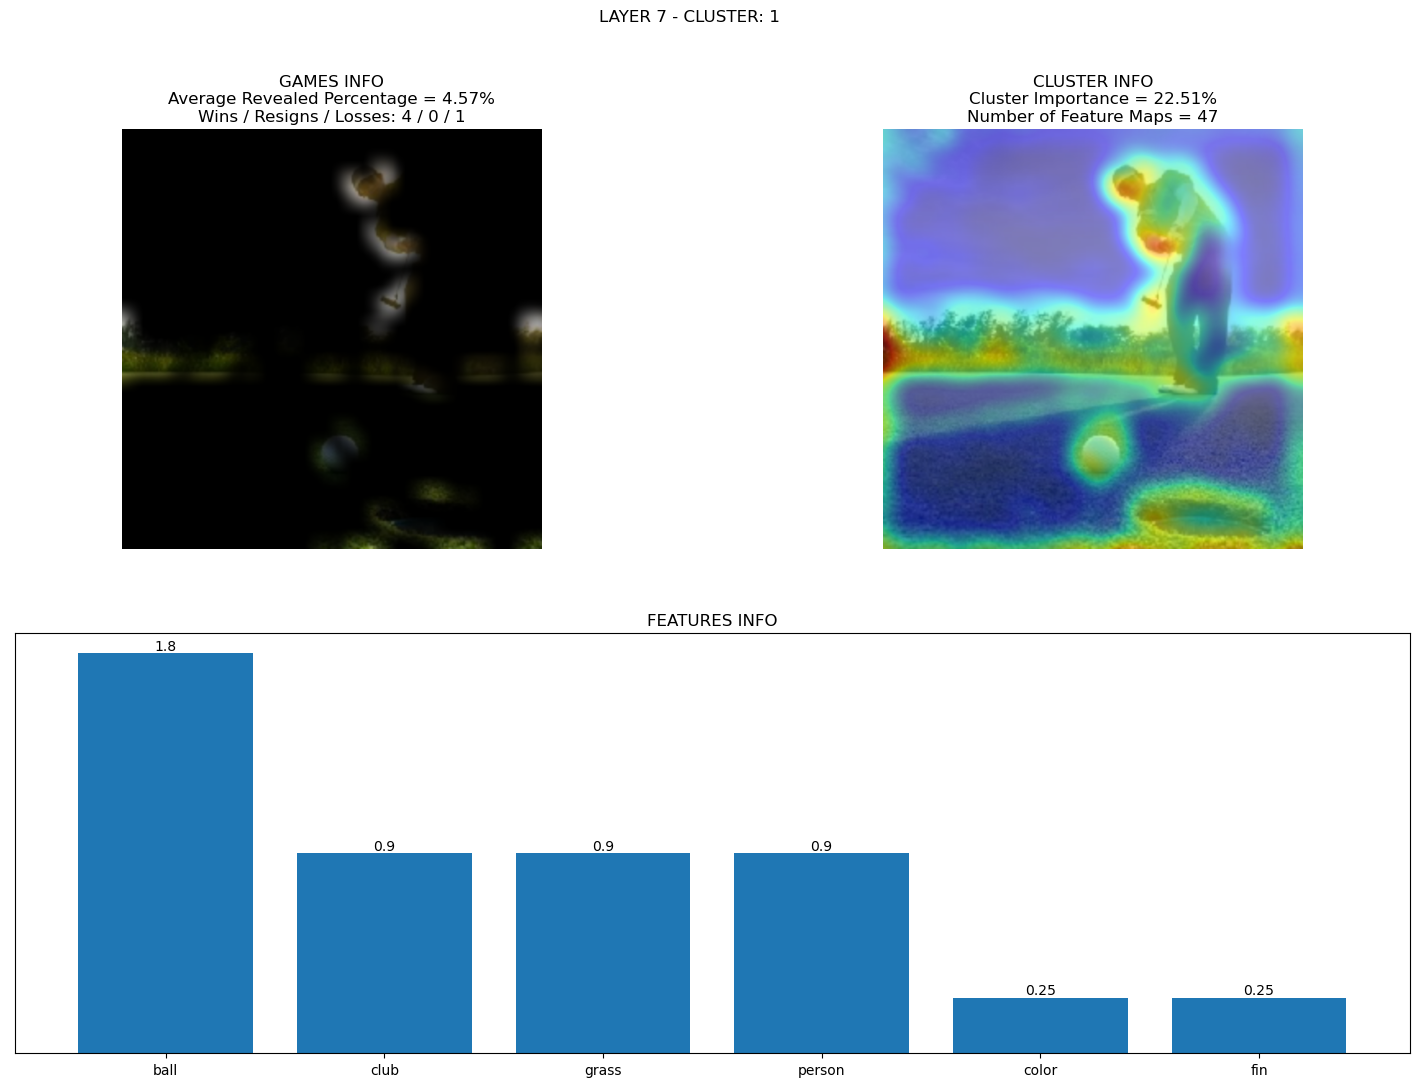 LAYER 7 - CLUSTER: 1
GAMES INFO
Average Revealed Percentage = 4.57%
Wins / Resigns / Losses: 4 / 0 / 1
CLUSTER INFO
Cluster Importance = 22.51%
Number of Feature Maps = 47
FEATURES INFO
1.8
0.9
0.9
0.9
0.25
0.25
ball
club
grass
person
color
fin